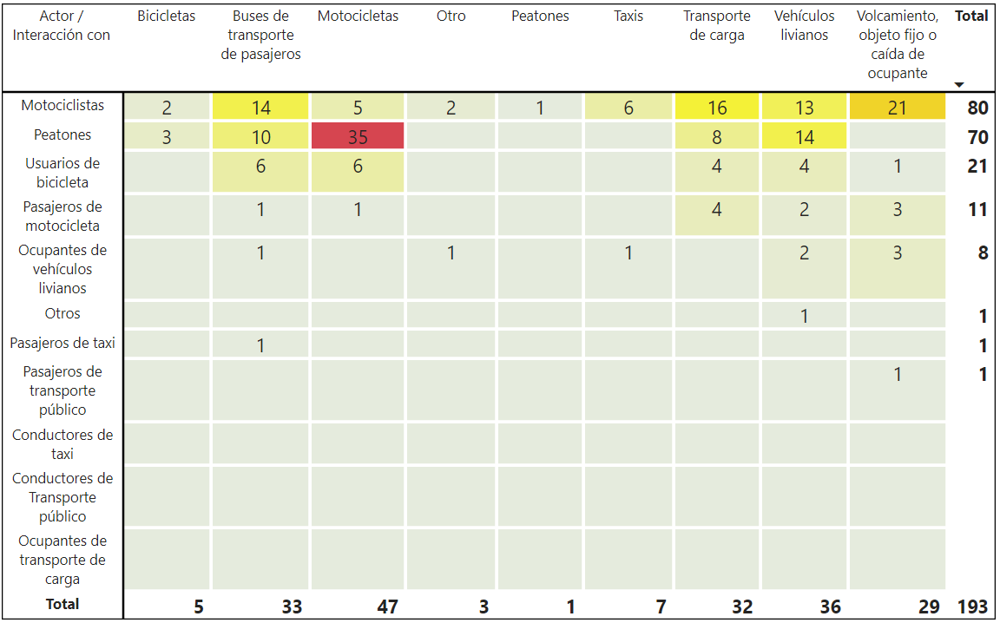 Actor / Bicicletas Buses de Motocicletas Otro Peatones Taxis Transporte Vehículos Volcamiento, Total
Interacción con transporte de carga livianos objeto fijo o
de pasajeros caída de
ocupante
Motociclistas 2 14 5 2 1 6 16 13 21 80
Peatones 3 10 35 8 14 70
Usuarios de 6 6 4 4 1 21
bicicleta
Pasajeros de 1 1 4 2 3 11
motocicleta
Ocupantes de 1 1 1 2 3 8
vehículos
livianos
Otros 1 1
Pasajeros de taxi 1 1
Pasajeros de 1 1
transporte
público
Conductores de
taxi
Conductores de
Transporte
público
Ocupantes de
transporte de
carga
Total 5 33 47 3 1 7 32 36 29 193